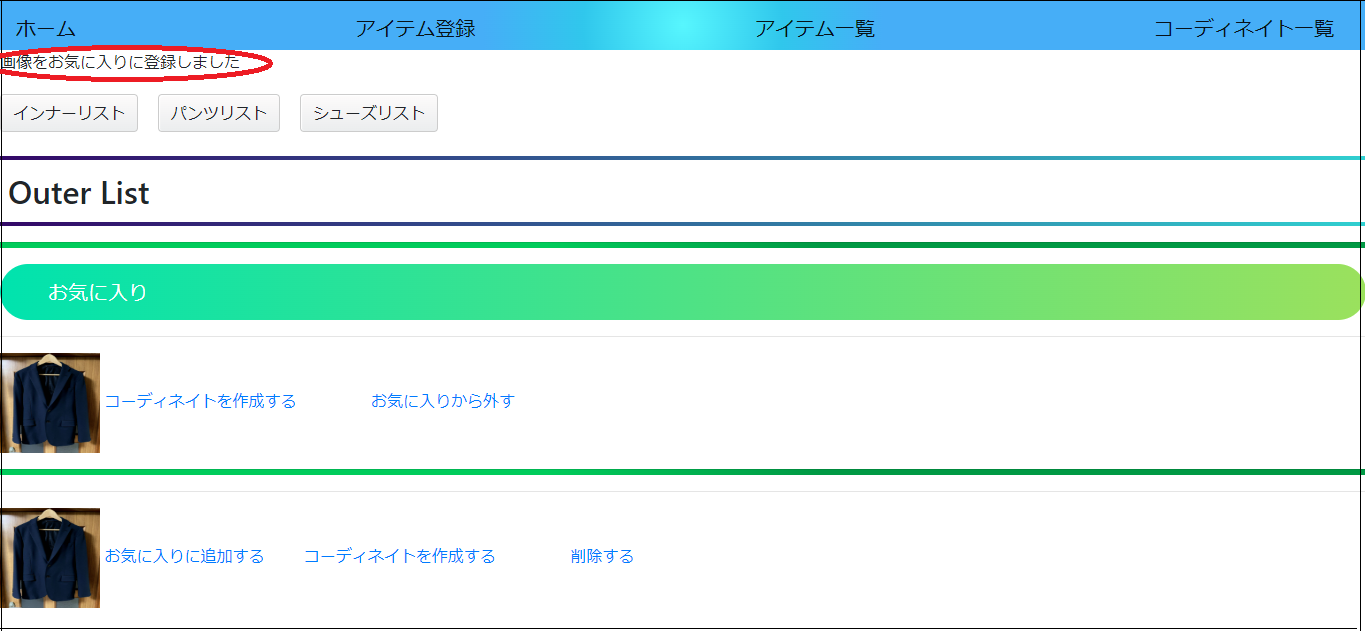 ホーム アイテム登録 アイテム一覧 コーディネイト一覧
画像をお気に入りに登録しました
インナーリスト パンツリスト シューズリスト
Outer List
お気に入り
コーディネイトを作成する お気に入りから外す
お気に入りに追加する コーディネイトを作成する 削除する